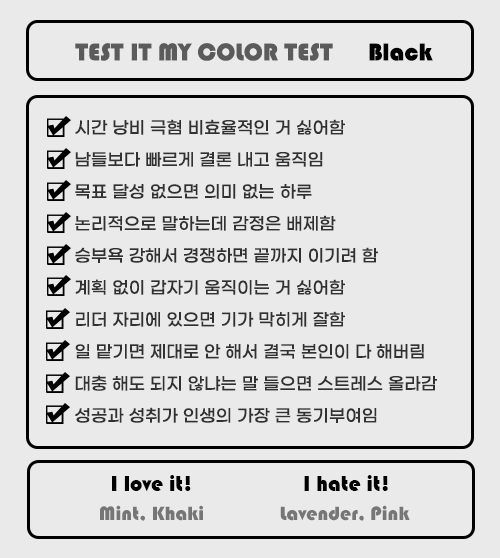 TEST IT MY COLOR TEST Black
시간 낭비 극혐 비효율적인 거 싫어함
남들보다 빠르게 결론 내고 움직임
목표 달성 없으면 의미 없는 하루
논리적으로 말하는데 감정은 배제함
승부욕 강해서 경쟁하면 끝까지 이기려 함
계획 없이 갑자기 움직이는 거 싫어함
리더 자리에 있으면 기가 막히게 잘함
일 맡기면 제대로 안 해서 결국 본인이 다 해버림
대충 해도 되지 않냐는 말 들으면 스트레스 올라감
성공과 성취가 인생의 가장 큰 동기부여임
I love it! I hate it!
Mint, Khaki Lavender, Pink